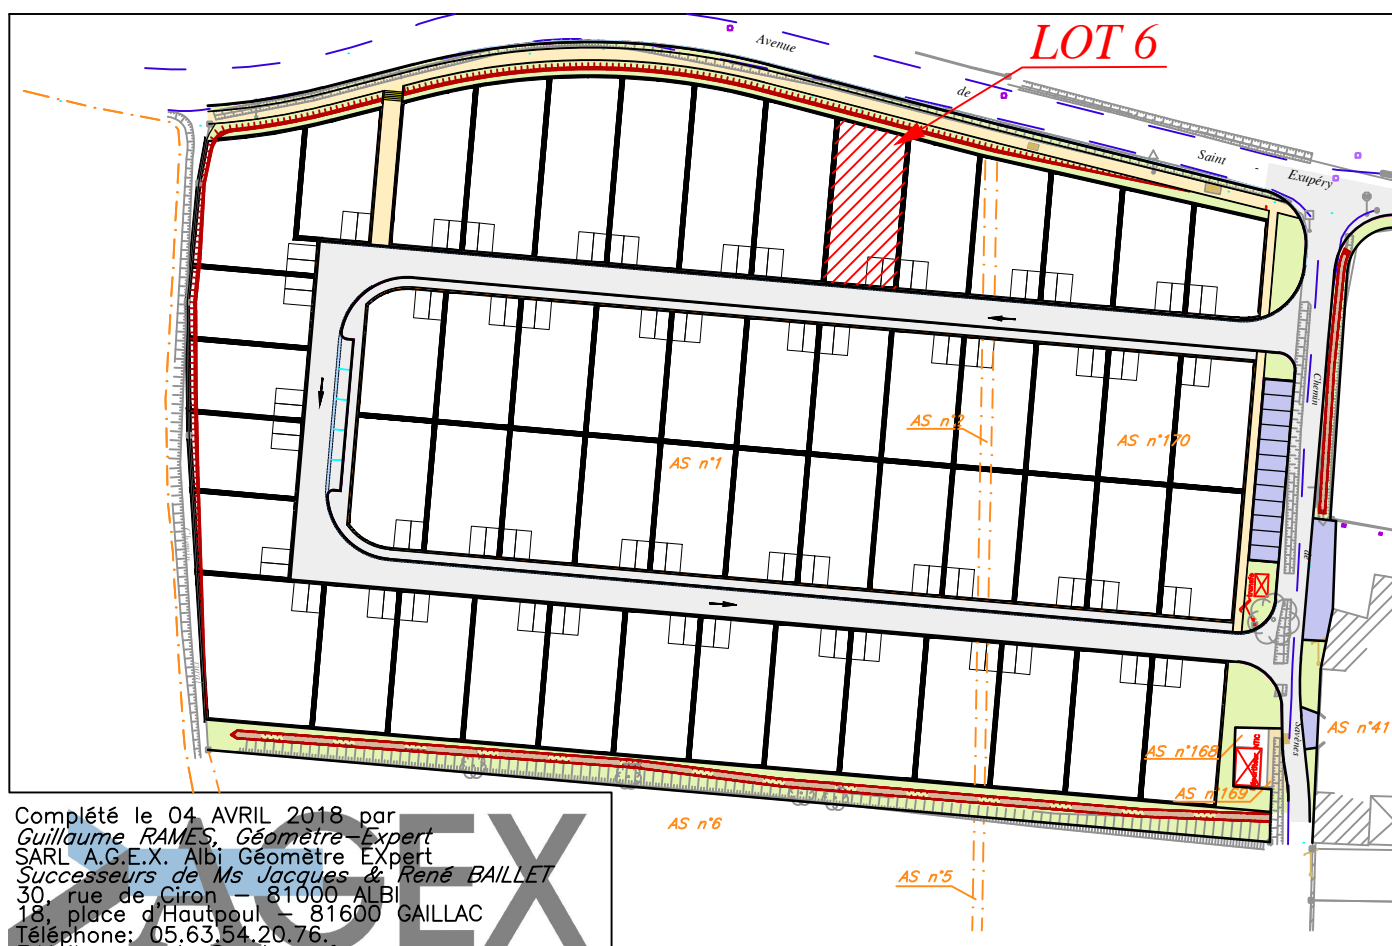 LOT 6
Avenue
de
Saint
-
Exupéry
Chemin
de
Savènes
AS n°2
AS n°170
AS n°1
AS n°41
AS n°168
AS n°169
AS n°6
AS n°5
Complété le 04 AVRIL 2018 par
Guillaume RAMES, Géomètre-Expert
SARL A.G.E.X. Albi Géomètre Expert
Successeurs de Ms Jacques & René BAILLET
30, rue de Ciron - 81000 ALBI
18, place d'Hautpoul - 81600 GAILLAC
Téléphone: 05.63.54.20.76.
AGEX